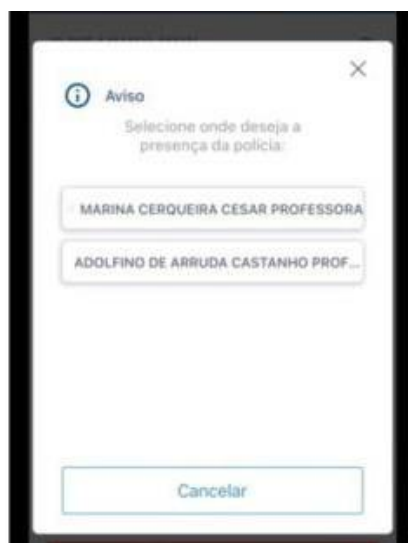 Aviso
Selecione onde deseja a
presença da polícia:
MARINA CERQUEIRA CESAR PROFESSORA
ADOLFINO DE ARRUDA CASTANHO PROF...
Cancelar